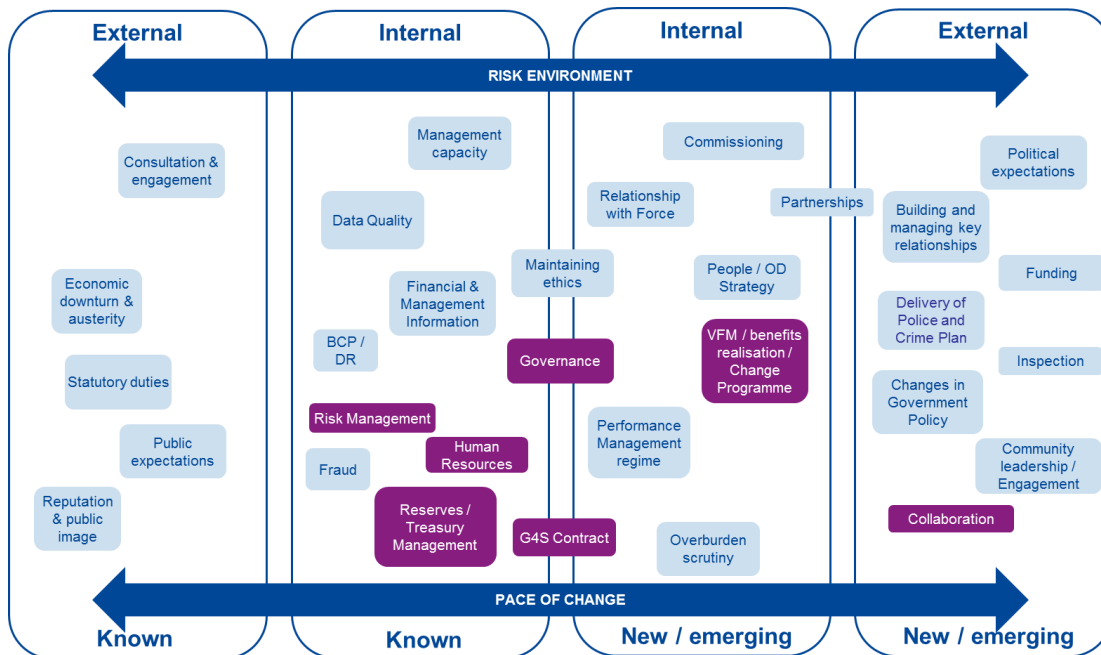 External
Internal
Internal
External
RISK ENVIRONMENT
Consultation &
engagement
Economic
downturn &
austerity
Statutory duties
Public
expectations
Reputation
& public
image
Management
capacity
Data Quality
Financial &
Management
Information
BCP /
DR
Risk Management
Human
Resources
Fraud
Reserves /
Treasury
Management
Maintaining
ethics
Governance
G4S Contract
Commissioning
Relationship
with Force
Partnerships
People / OD
Strategy
VFM / benefits
realisation /
Change
Programme
Performance
Management
regime
Overburden
scrutiny
Political
expectations
Building and
managing key
relationships
Funding
Delivery of
Police and
Crime Plan
Inspection
Changes in
Government
Policy
Community
leadership /
Engagement
Collaboration
PACE OF CHANGE
Known
Known
New / emerging
New / emerging